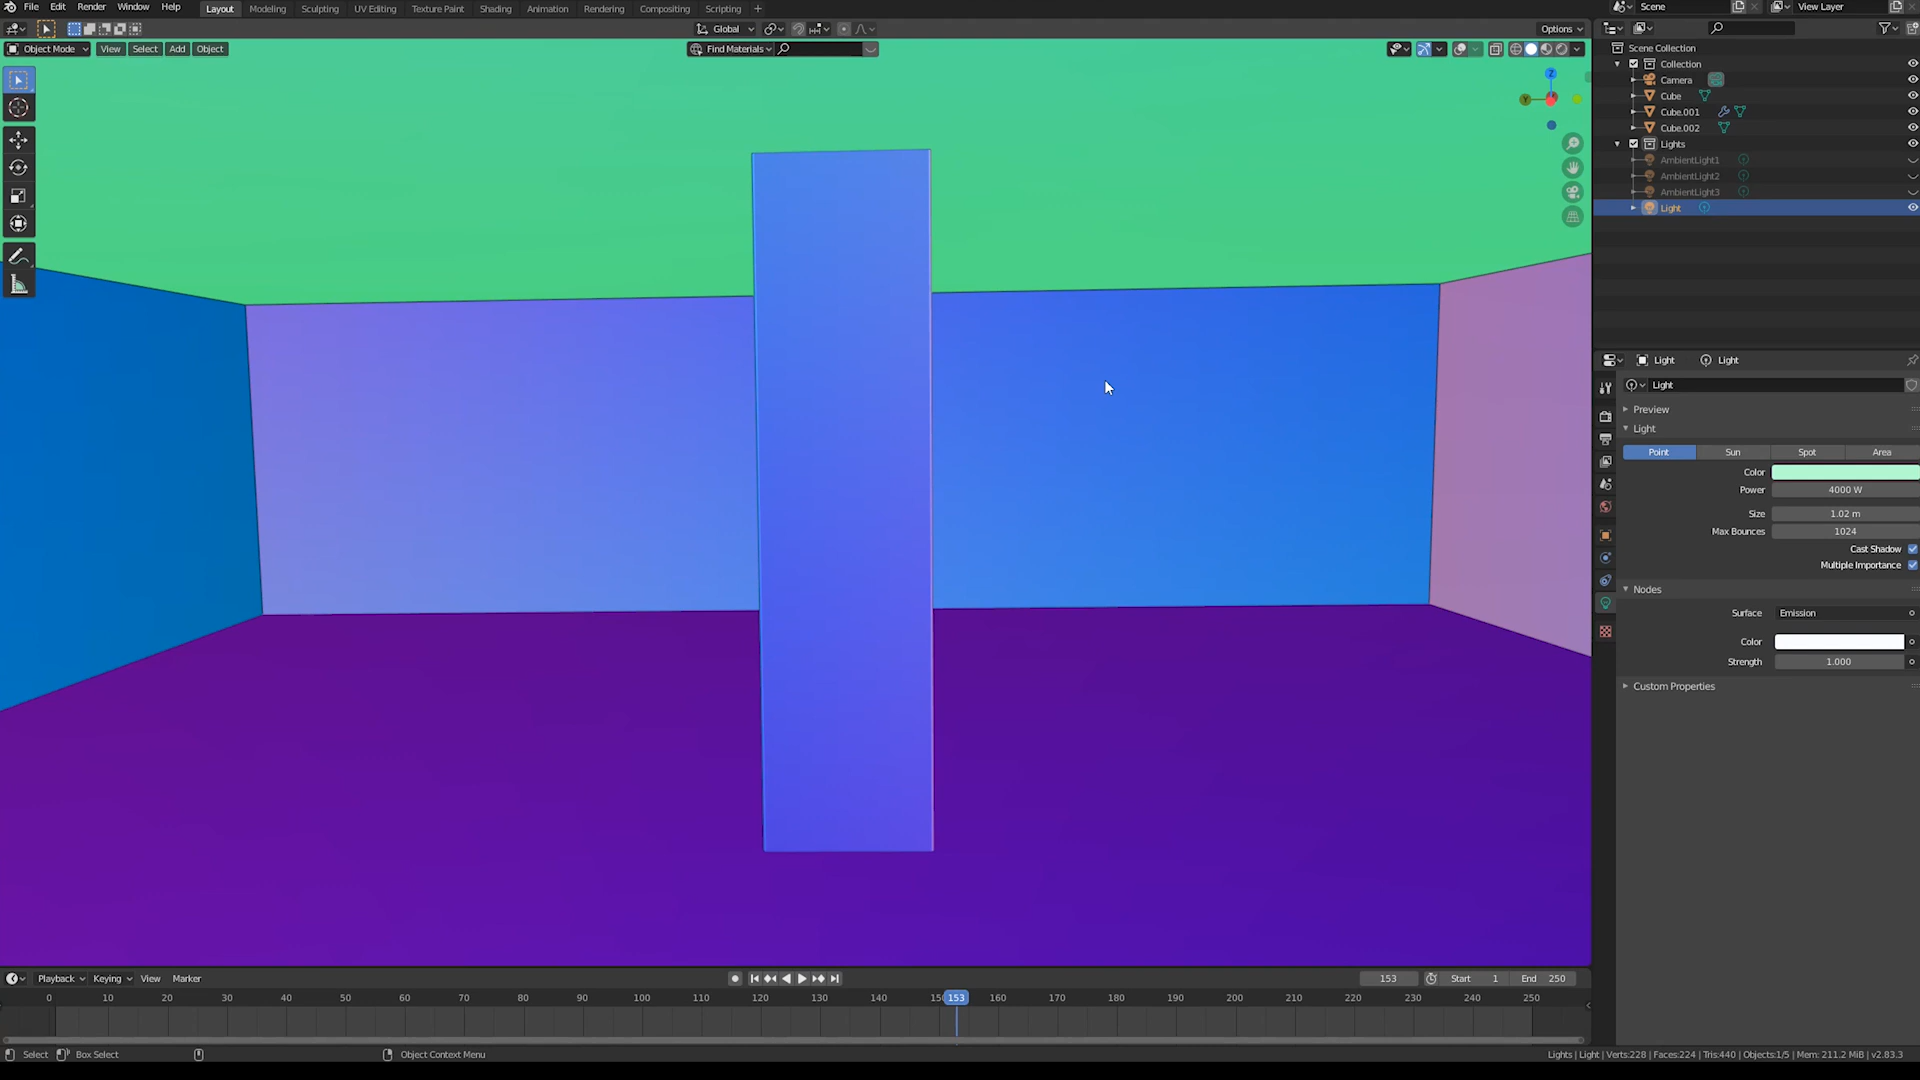 File Edit Render Window Help Layout Modeling Sculpting UV Editing Texture Paint Shading Animation Rendering Compositing Scripting + Scene View Layer
Global Options
Object Mode View Select Add Object Find Materials
Scene Collection
Collection
Camera
Cube
Cube.001
Cube.002
Lights
AmbientLight1
AmbientLight2
AmbientLight3
Light
Z
Y
Light Light
Light
Preview
Light
Point Sun Spot Area
Color
Power 4000 W
Size 1.02 m
Max Bounces 1024
Cast Shadow
Multiple Importance
Nodes
Surface Emission
Color
Strength 1.000
Custom Properties
Playback Keying View Marker 153 Start 1 End 250
0 10 20 30 40 50 60 70 80 90 100 110 120 130 140 153 160 170 180 190 200 210 220 230 240 250
Select Box Select Object Context Menu Lights | Light | Verts:228 | Faces:224 | Tris:440 | Objects:1/5 | Mem: 211.2 MiB | v2.83.3